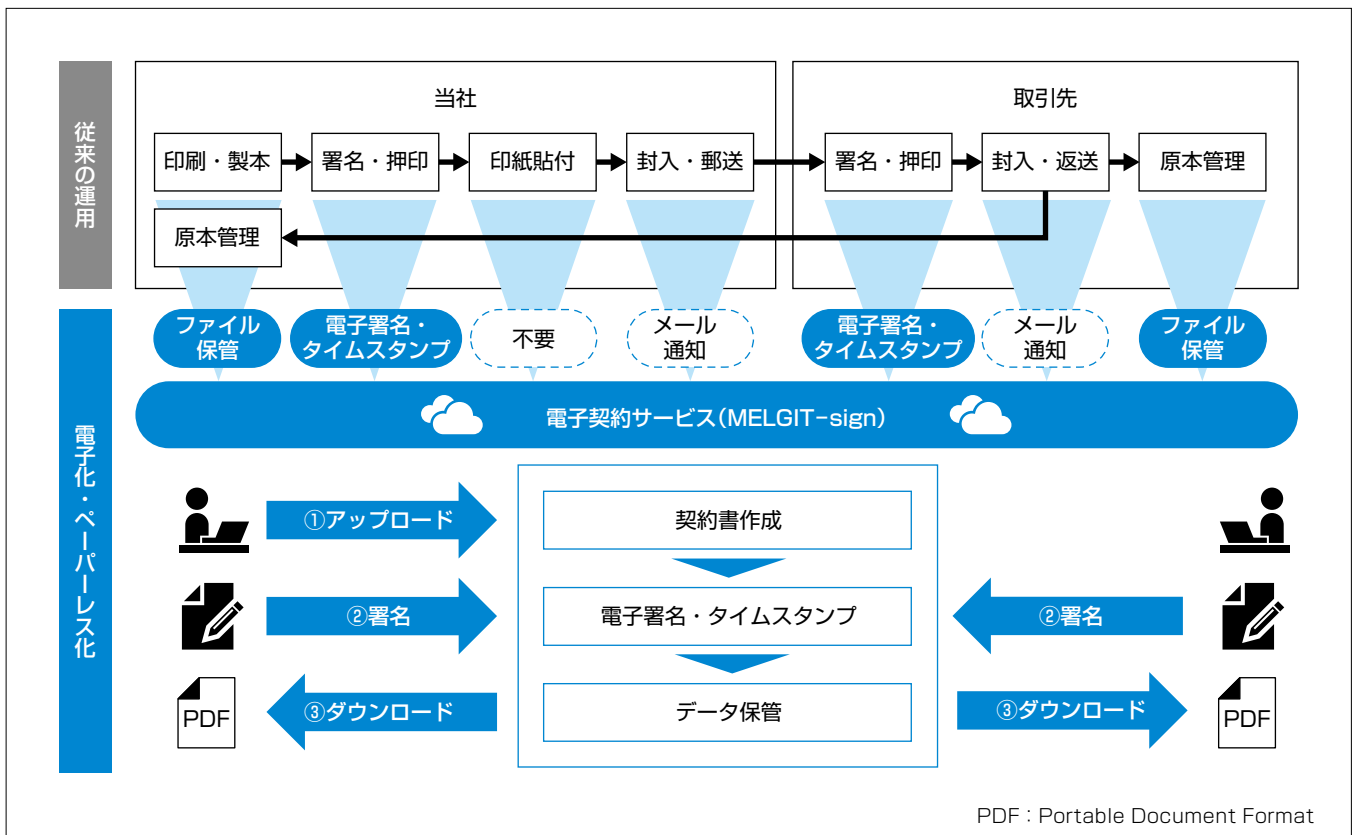 従来の運用
当社
印刷・製本
署名・押印
印紙貼付
封入・郵送
原本管理
取引先
署名・押印
封入・返送
原本管理
電子化・ペーパーレス化
ファイル
保管
電子署名・
タイムスタンプ
不要
メール
通知
電子署名・
タイムスタンプ
メール
通知
ファイル
保管
電子契約サービス(MELGIT-sign)
①アップロード
契約書作成
②署名
電子署名・タイムスタンプ
②署名
PDF
③ダウンロード
データ保管
③ダウンロード
PDF
PDF：Portable Document Format